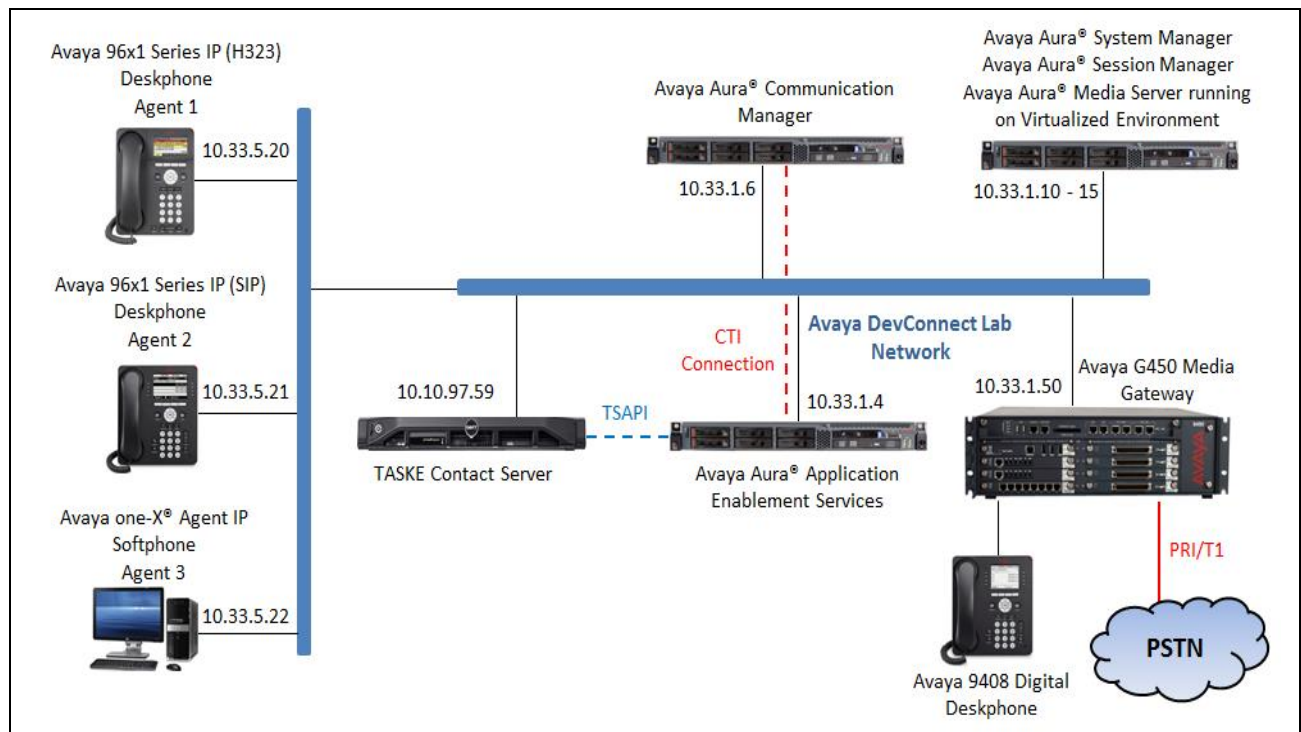 Avaya 96x1 Series IP (H323)
Deskphone
Agent 1
10.33.5.20
Avaya 96x1 Series IP (SIP)
Deskphone
Agent 2
10.33.5.21
Avaya one-X® Agent IP
Softphone
Agent 3
10.33.5.22
Avaya Aura® Communication
Manager
10.33.1.6
Avaya Aura® System Manager
Avaya Aura® Session Manager
Avaya Aura® Media Server running
on Virtualized Environment
10.33.1.10 - 15
CTI
Connection
Avaya DevConnect Lab
Network
10.10.97.59
TASKE Contact Server
TSAPI
10.33.1.4
Avaya Aura® Application
Enablement Services
10.33.1.50
Avaya G450 Media
Gateway
AVAYA
PRI/T1
PSTN
Avaya 9408 Digital
Deskphone